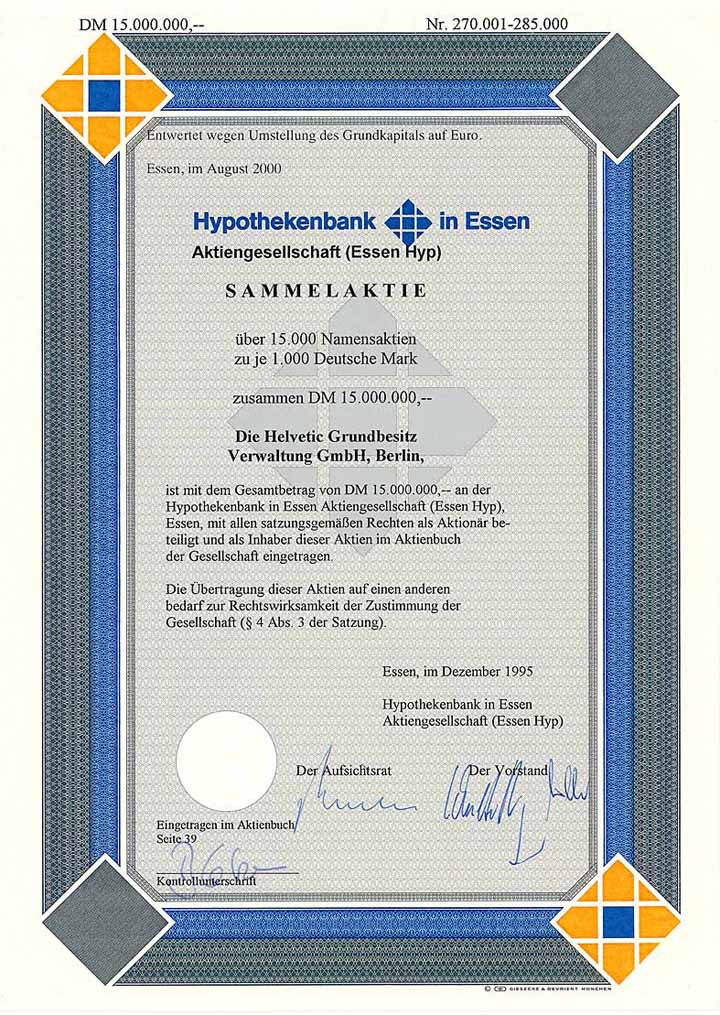 DM 15.000.000,-- Nr. 270.001-285.000
Entwertet wegen Umstellung des Grundkapitals auf Euro.
Essen, im August 2000
Hypothekenbank in Essen
Aktiengesellschaft (Essen Hyp)
SAMMELAKTIE
über 15.000 Namensaktien
zu je 1.000 Deutsche Mark
zusammen DM 15.000.000,--
Die Helvetic Grundbesitz
Verwaltung GmbH, Berlin,
ist mit dem Gesamtbetrag von DM 15.000.000,-- an der
Hypothekenbank in Essen Aktiengesellschaft (Essen Hyp),
Essen, mit allen satzungsgemäßen Rechten als Aktionär be-
teiligt und als Inhaber dieser Aktien im Aktienbuch
der Gesellschaft eingetragen.
Die Übertragung dieser Aktien auf einen anderen
bedarf zur Rechtswirksamkeit der Zustimmung der
Gesellschaft (§ 4 Abs. 3 der Satzung).
Essen, im Dezember 1995
Hypothekenbank in Essen
Aktiengesellschaft (Essen Hyp)
Der Aufsichtsrat Der Vorstand
Eingetragen im Aktienbuch
Seite 39
Kontrollunterschrift
© GIESECKE & DEVRIENT MÜNCHEN